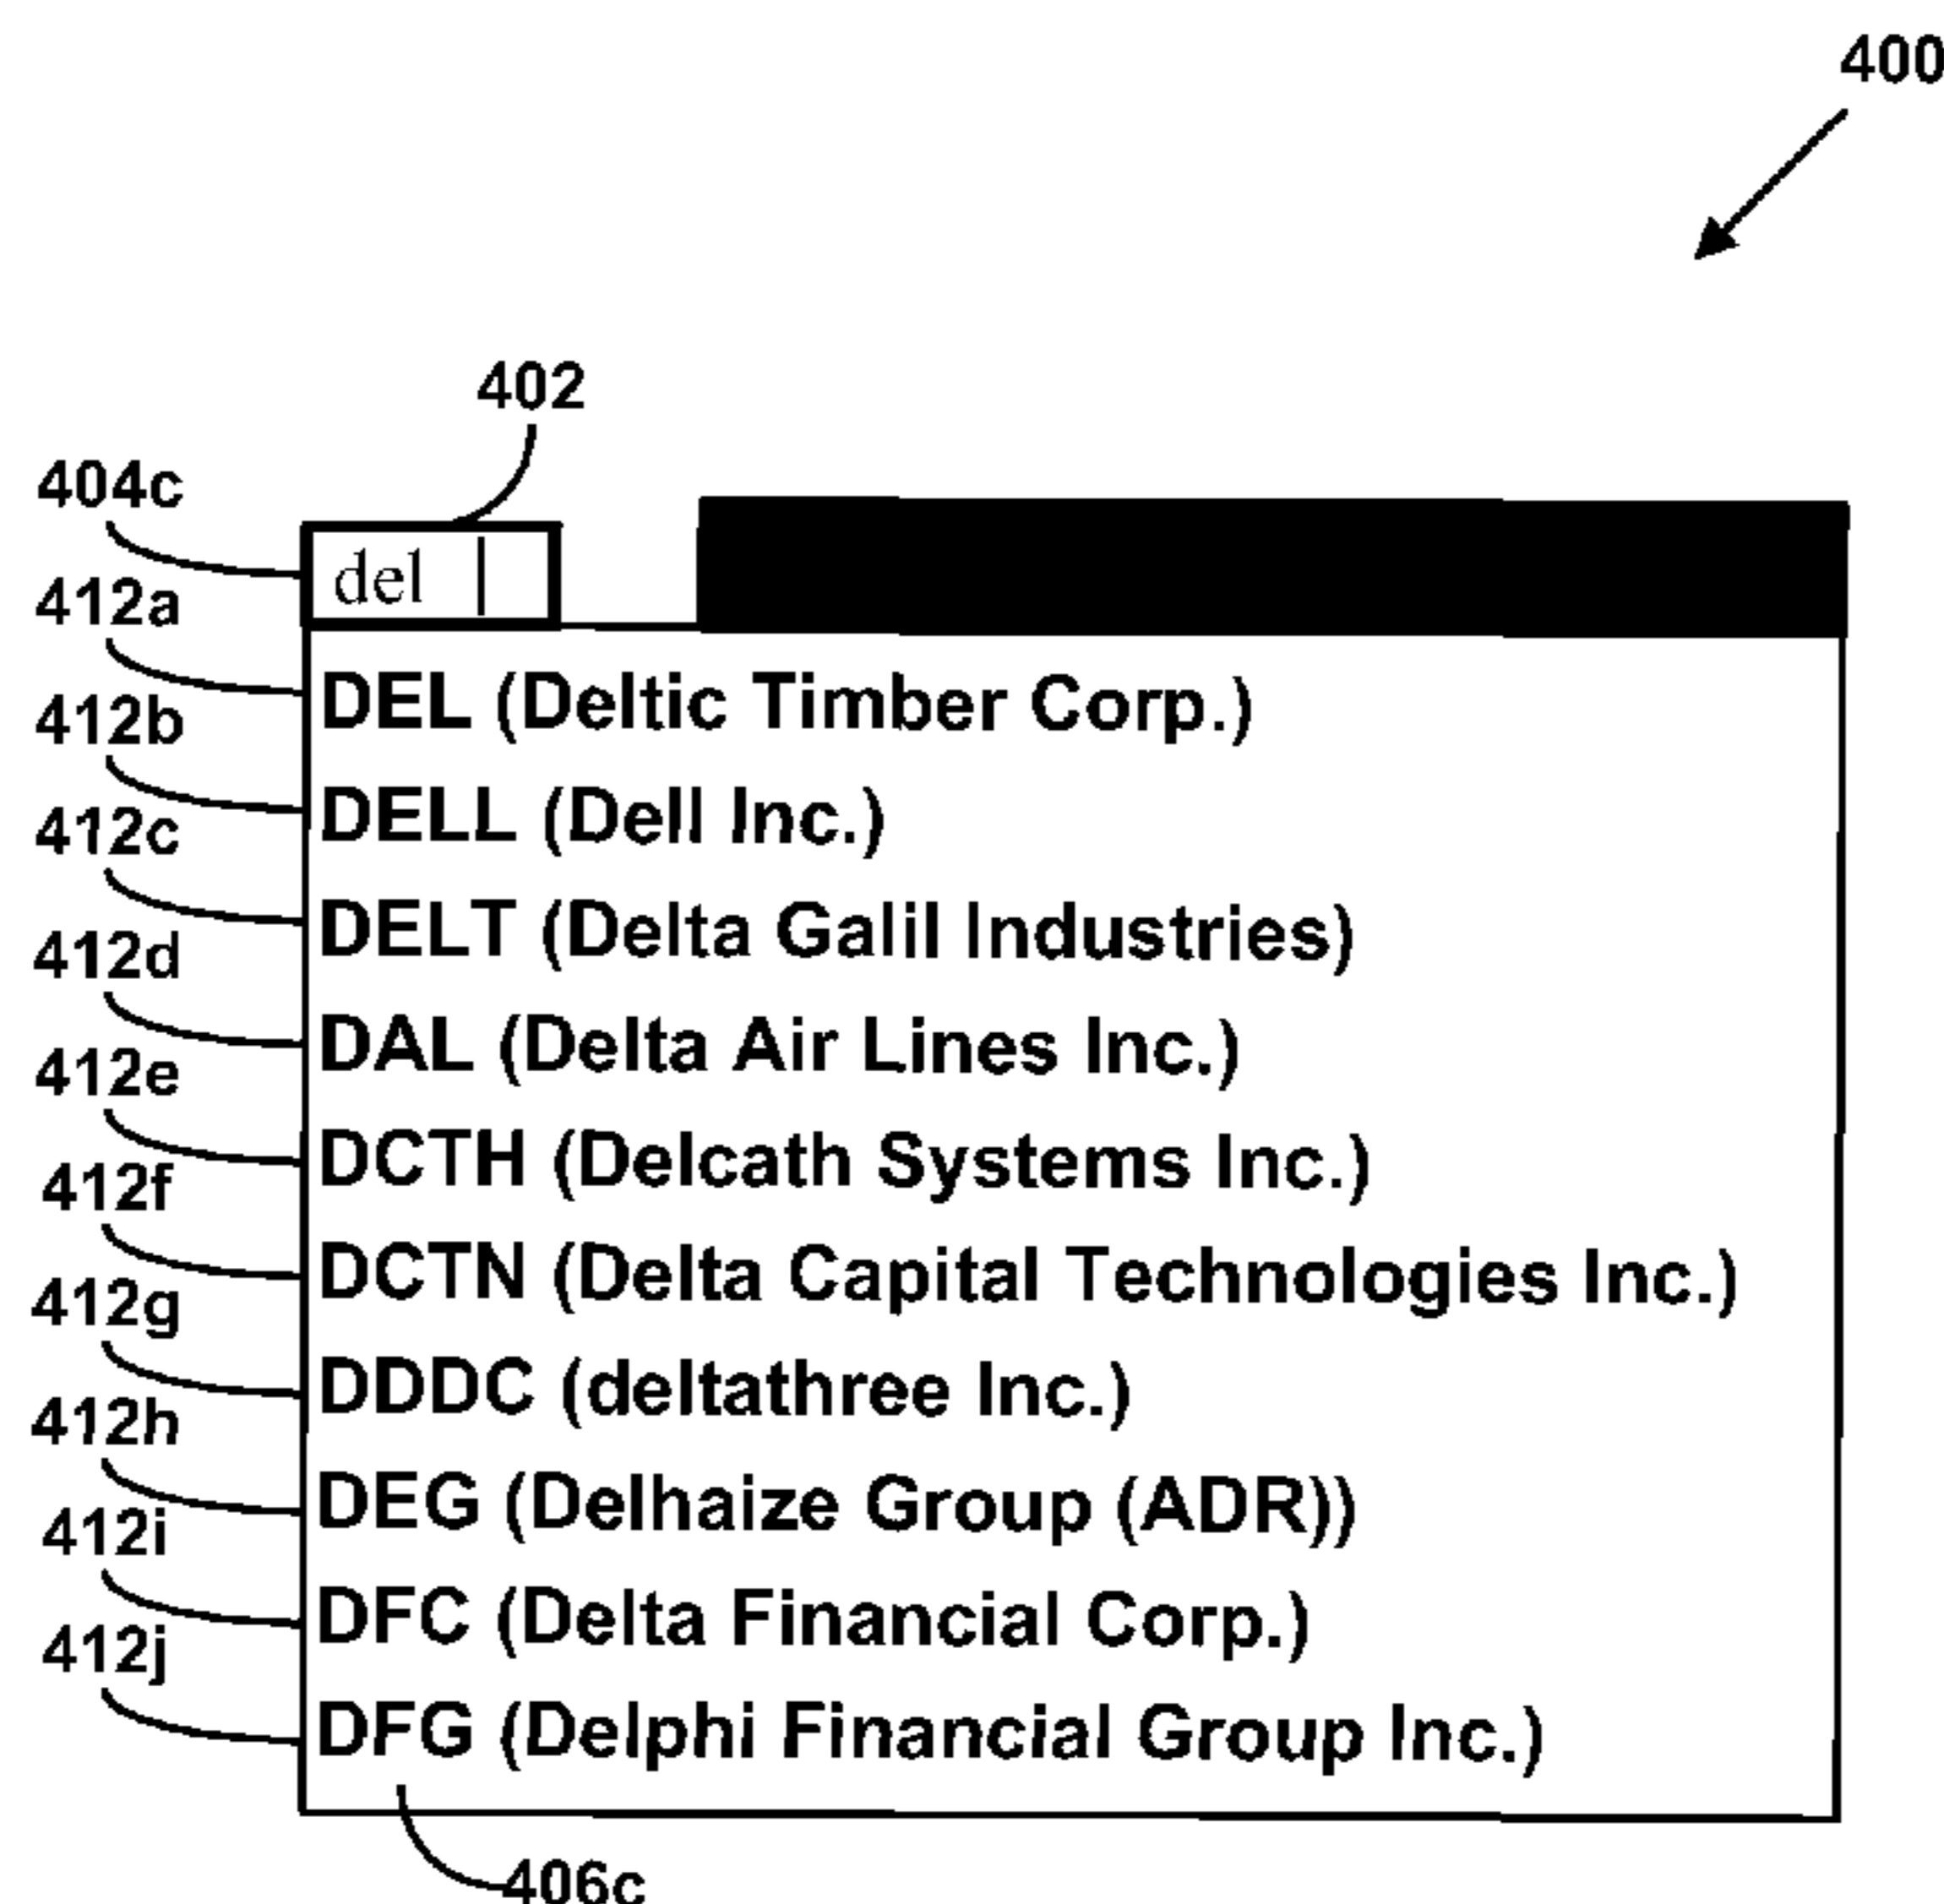 400
402
404c
del
412a
DEL (Deltic Timber Corp.)
412b
DELL (Dell Inc.)
412c
DELT (Delta Galil Industries)
412d
DAL (Delta Air Lines Inc.)
412e
DCTH (Delcath Systems Inc.)
412f
DCTN (Delta Capital Technologies Inc.)
412g
DDDC (deltathree Inc.)
412h
DEG (Delhaize Group (ADR))
412i
DFC (Delta Financial Corp.)
412j
DFG (Delphi Financial Group Inc.)
406c